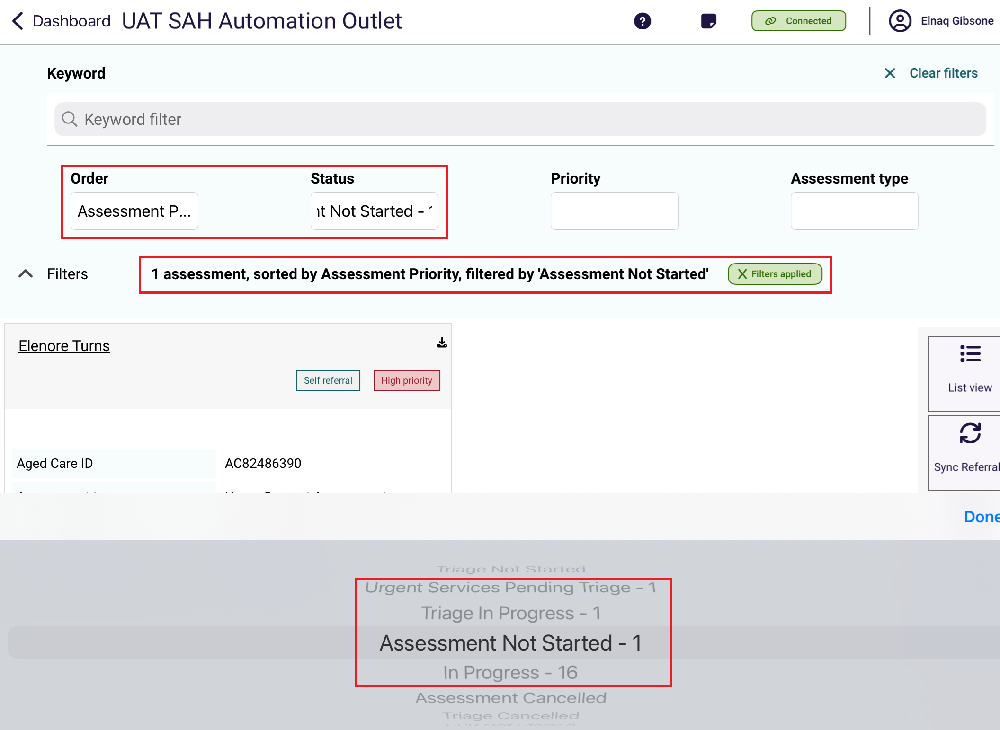 Dashboard UAT SAH Automation Outlet
? Connected Elnaq Gibsone
Keyword
Clear filters
Keyword filter
Order Status Priority Assessment type
Assessment P... Not Started -
Filters 1 assessment, sorted by Assessment Priority, filtered by 'Assessment Not Started' Filters applied
Elenore Turns
Self referral High priority
List view
Aged Care ID AC82486390
Sync Referral
Done
Triage Not Started
Urgent Services Pending Triage - 1
Triage In Progress - 1
Assessment Not Started - 1
In Progress - 16
Assessment Cancelled
Triage Cancelled